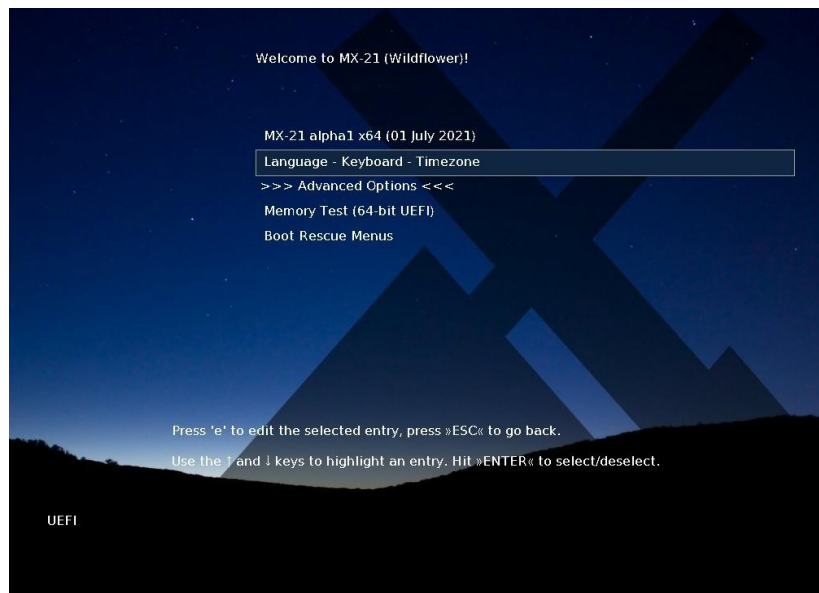 Welcome to MX-21 (Wildflower)!
MX-21 alpha1 x64 (01 July 2021)
Language - Keyboard - Timezone
>>> Advanced Options <<<
Memory Test (64-bit UEFI)
Boot Rescue Menus
Press 'e' to edit the selected entry, press »ESC« to go back.
Use the ↑ and ↓ keys to highlight an entry. Hit »ENTER« to select/deselect.
UEFI